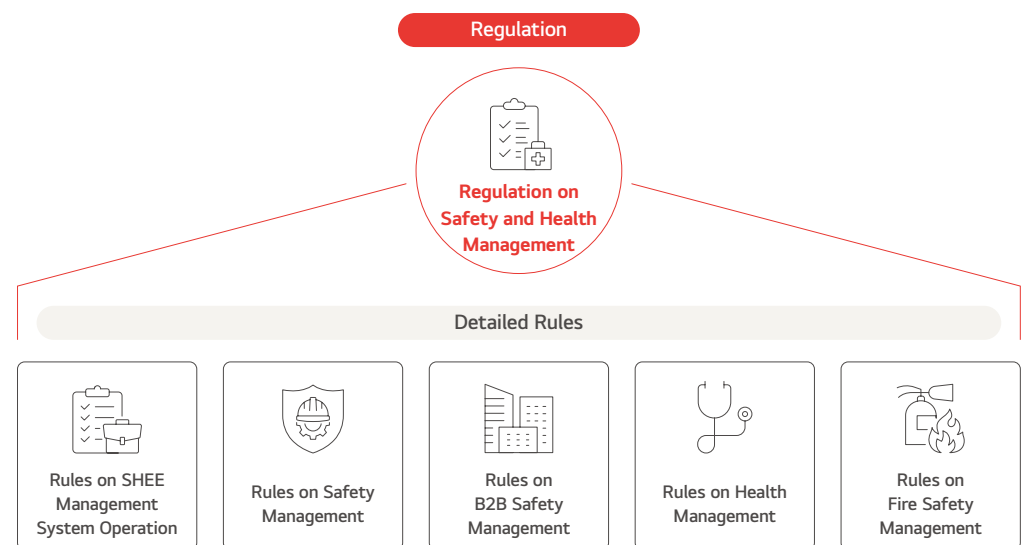 Regulation
Regulation on
Safety and Health
Management
Detailed Rules
Rules on SHEE
Management
System Operation
Rules on Safety
Management
Rules on
B2B Safety
Management
Rules on Health
Management
Rules on
Fire Safety
Management